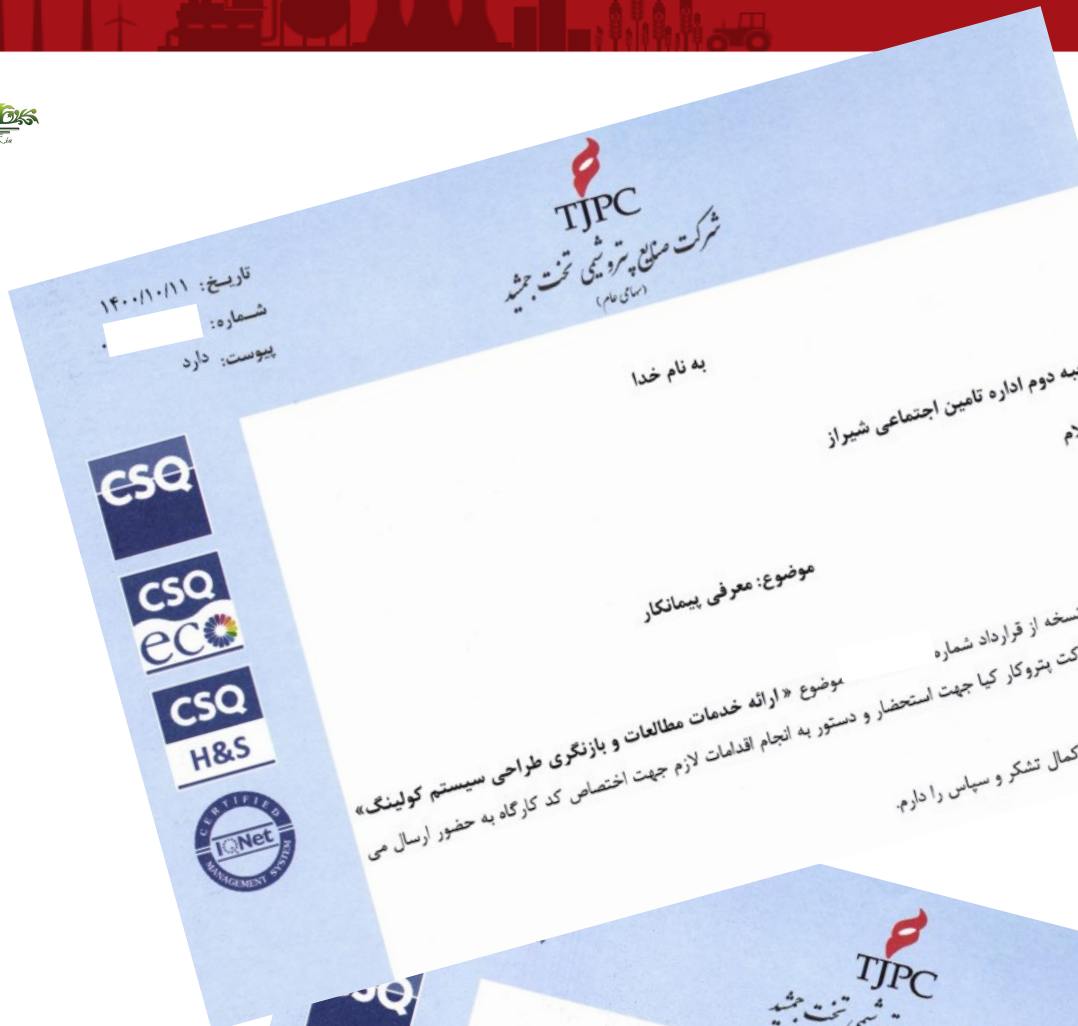 TJPC
شرکت صنایع پتروشیمی تخت جمشید
(سهامی عام)
تاریخ: ۱۴۰۰/۱۰/۱۱
شماره:
پیوست: دارد
به نام خدا
دوم اداره تامین اجتماعی شیراز
موضوع: معرفی پیمانکار
از قرارداد شماره
موضوع « ارائه خدمات مطالعات و بازنگری طراحی سیستم کولینگ»
پتروکار کیا جهت استحضار و دستور به انجام اقدامات لازم جهت اختصاص کد کارگاه به حضور ارسال می
کمال تشکر و سپاس را دارم.
CSQ
CSQ
eco
CSQ
H&S
CERTIFIED
IQNet
MANAGEMENT SYSTEM
TJPC
تخت جمشید